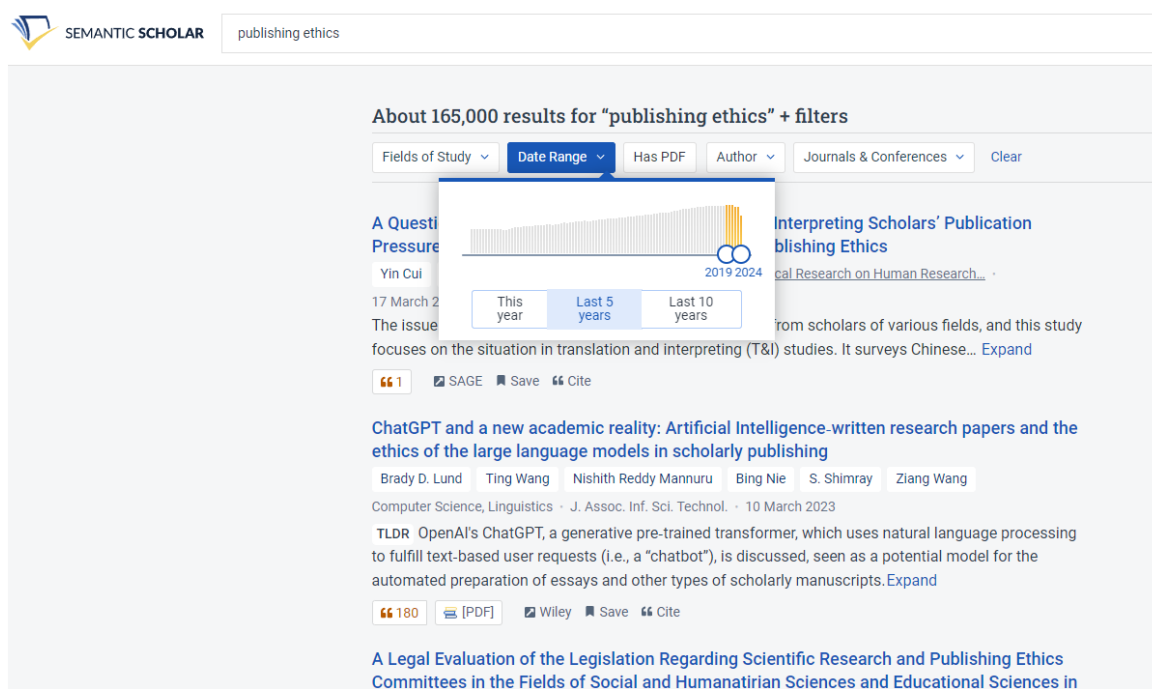 SEMANTIC SCHOLAR
publishing ethics
About 165,000 results for “publishing ethics” + filters
Fields of Study
Date Range
Has PDF
Author
Journals & Conferences
Clear
2019 2024
This year
Last 5 years
Last 10 years
A Questi
Interpreting Scholars’ Publication
Pressure
blishing Ethics
Yin Cui
cal Research on Human Research…
17 March 2
The issue
from scholars of various fields, and this study
focuses on the situation in translation and interpreting (T&I) studies. It surveys Chinese… Expand
1 SAGE Save Cite
ChatGPT and a new academic reality: Artificial Intelligence-written research papers and the
ethics of the large language models in scholarly publishing
Brady D. Lund Ting Wang Nishith Reddy Mannuru Bing Nie S. Shimray Ziang Wang
Computer Science, Linguistics · J. Assoc. Inf. Sci. Technol. · 10 March 2023
TLDR OpenAI's ChatGPT, a generative pre-trained transformer, which uses natural language processing
to fulfill text-based user requests (i.e., a “chatbot”), is discussed, seen as a potential model for the
automated preparation of essays and other types of scholarly manuscripts. Expand
180 [PDF] Wiley Save Cite
A Legal Evaluation of the Legislation Regarding Scientific Research and Publishing Ethics
Committees in the Fields of Social and Humanatirian Sciences and Educational Sciences in